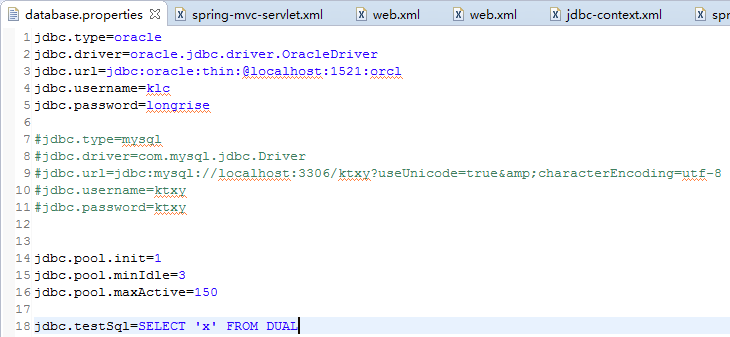 database.properties spring-mvc-servlet.xml web.xml web.xml jdbc-context.xml spr
1 jdbc.type=oracle
2 jdbc.driver=oracle.jdbc.driver.OracleDriver
3 jdbc.url=jdbc:oracle:thin:@localhost:1521:orcl
4 jdbc.username=klc
5 jdbc.password=longrise
6
7 #jdbc.type=mysql
8 #jdbc.driver=com.mysql.jdbc.Driver
9 #jdbc.url=jdbc:mysql://localhost:3306/ktxy?useUnicode=true&amp;characterEncoding=utf-8
10 #jdbc.username=ktxy
11 #jdbc.password=ktxy
12
13
14 jdbc.pool.init=1
15 jdbc.pool.minIdle=3
16 jdbc.pool.maxActive=150
17
18 jdbc.testSql=SELECT 'x' FROM DUAL